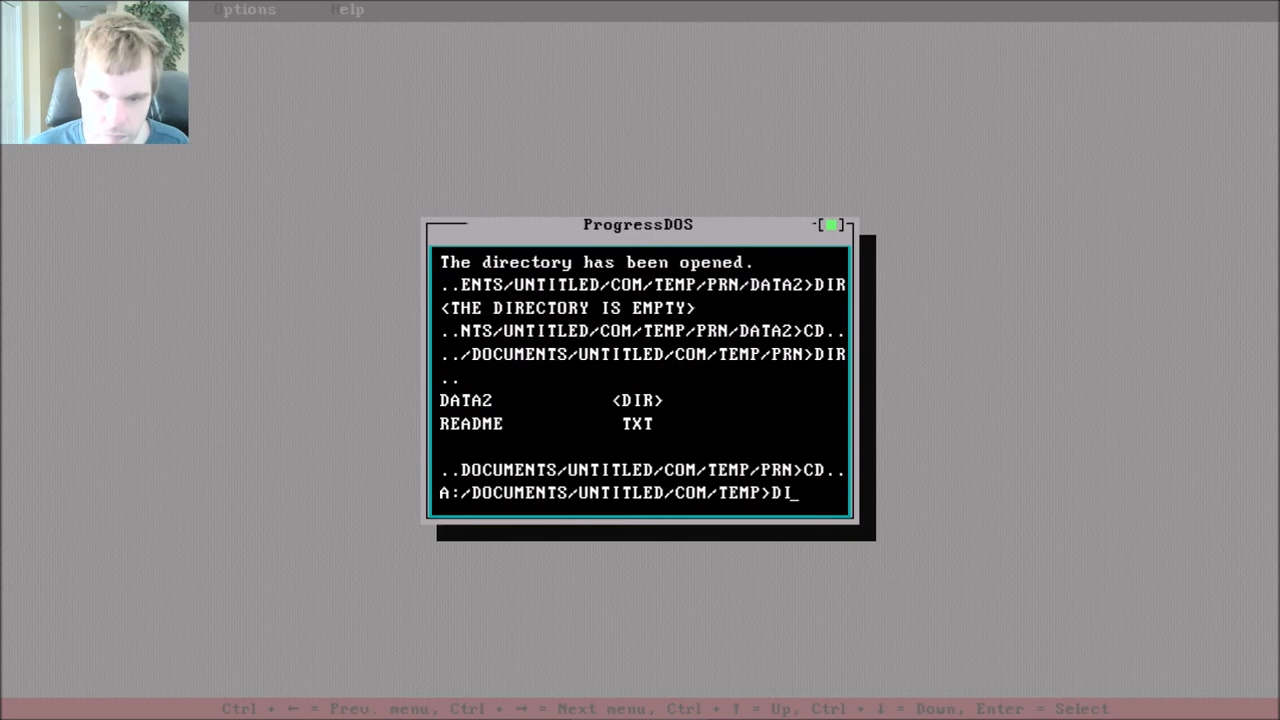 Options Help
ProgressDOS
The directory has been opened.
..ENTS/UNTITLED/COM/TEMP/PRN/DATA2>DIR
<THE DIRECTORY IS EMPTY>
..NTS/UNTITLED/COM/TEMP/PRN/DATA2>CD..
../DOCUMENTS/UNTITLED/COM/TEMP/PRN>DIR
..
DATA2 <DIR>
README TXT
..DOCUMENTS/UNTITLED/COM/TEMP/PRN>CD..
A:/DOCUMENTS/UNTITLED/COM/TEMP>DI_
Ctrl + ← = Prev. menu, Ctrl + → = Next menu, Ctrl + ↑ = Up, Ctrl + ↓ = Down, Enter = Select